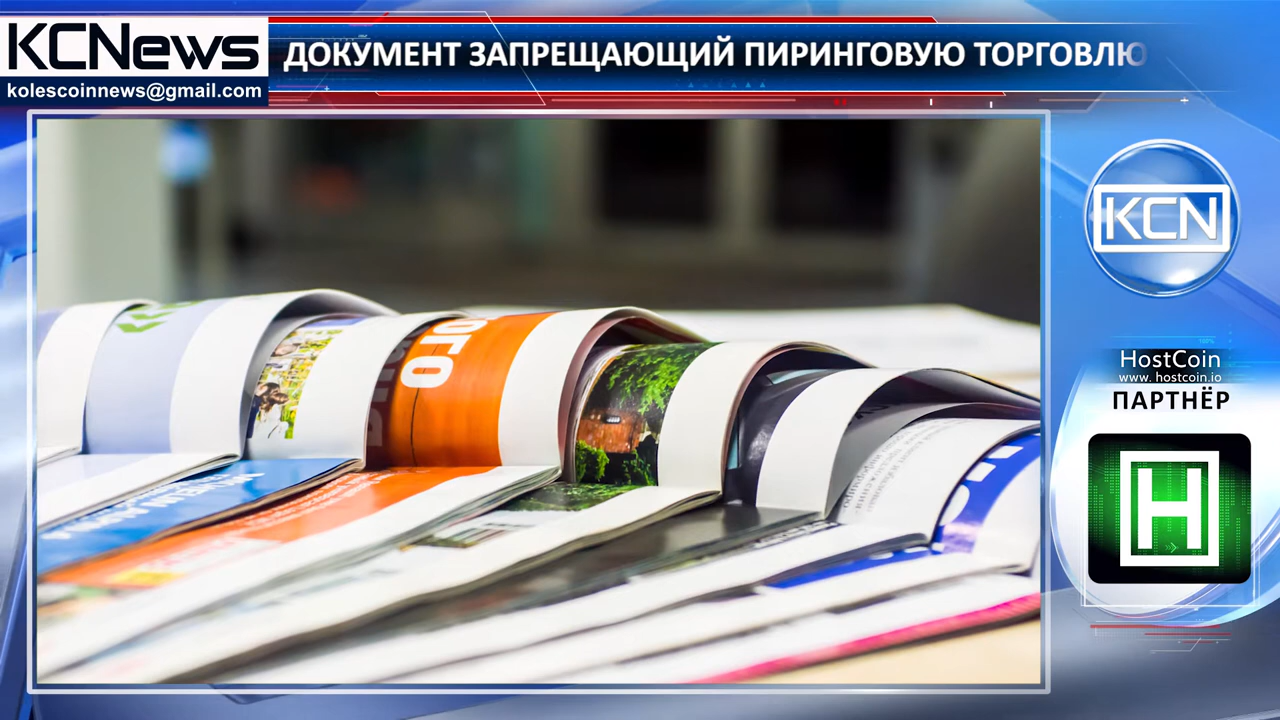 KCNews
kolescoinnews@gmail.com
ДОКУМЕНТ ЗАПРЕЩАЮЩИЙ ПИРИНГОВУЮ ТОРГОВЛЮ
KCN
HostCoin
www. hostcoin.io
ПАРТНЁР
H
ОГО